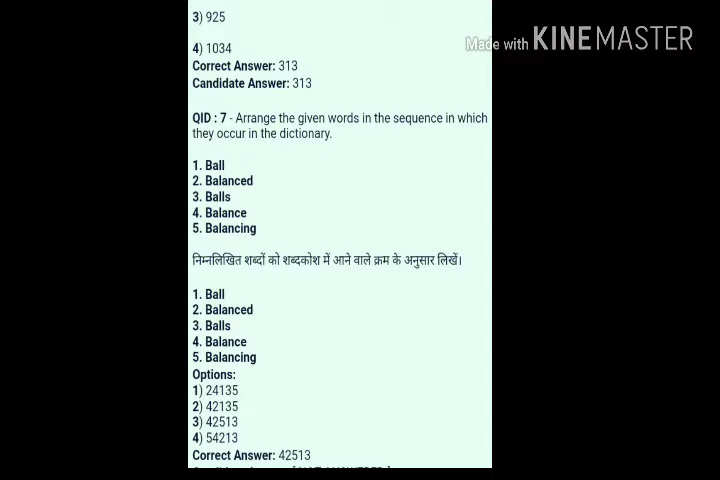 3) 925
Made with KINEMASTER
4) 1034
Correct Answer: 313
Candidate Answer: 313
QID : 7 - Arrange the given words in the sequence in which
they occur in the dictionary.
1. Ball
2. Balanced
3. Balls
4. Balance
5. Balancing
निम्नलिखित शब्दों को शब्दकोश में आने वाले क्रम के अनुसार लिखें।
1. Ball
2. Balanced
3. Balls
4. Balance
5. Balancing
Options:
1) 24135
2) 42135
3) 42513
4) 54213
Correct Answer: 42513